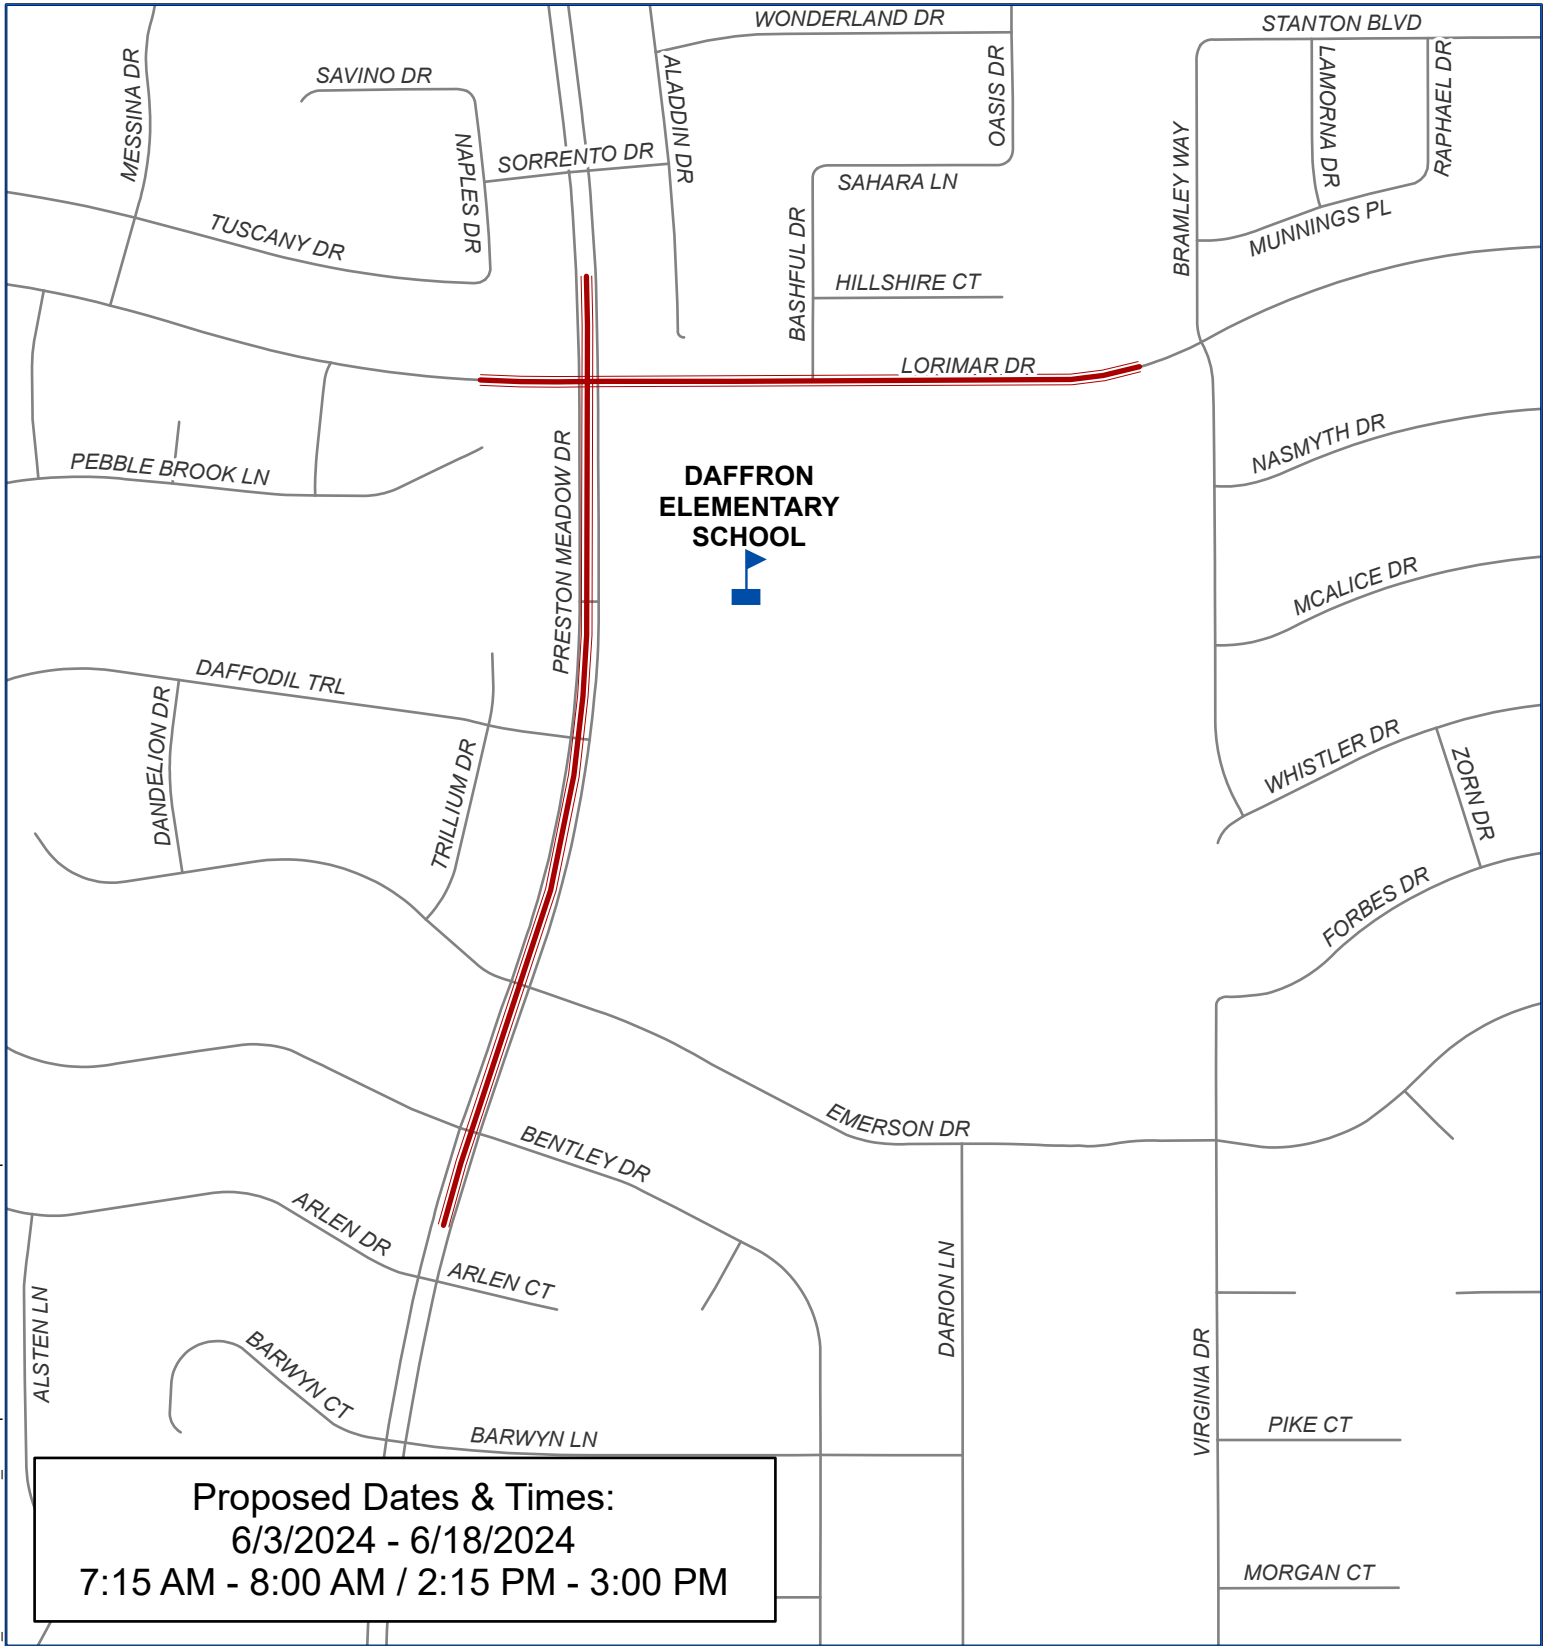 WONDERLAND DR
STANTON BLVD
MESSINA DR
SAVINO DR
ALADDIN DR
OASIS DR
LAMORNA DR
RAPHAEL DR
NAPLES DR
SORRENTO DR
SAHARA LN
BRAMLEY WAY
TUSCANY DR
BASHFUL DR
MUNNINGS PL
HILLSHIRE CT
LORIMAR DR
PEBBLE BROOK LN
PRESTON MEADOW DR
DAFFRON
ELEMENTARY
SCHOOL
NASMYTH DR
MCALICE DR
DAFFODIL TRL
DANDELION DR
TRILLIUM DR
WHISTLER DR
ZORN DR
FORBES DR
EMERSON DR
BENTLEY DR
ARLEN DR
ARLEN CT
ALSTEN LN
DARION LN
BARWYN CT
VIRGINIA DR
BARWYN LN
PIKE CT
MORGAN CT
Proposed Dates & Times:
6/3/2024 - 6/18/2024
7:15 AM - 8:00 AM / 2:15 PM - 3:00 PM